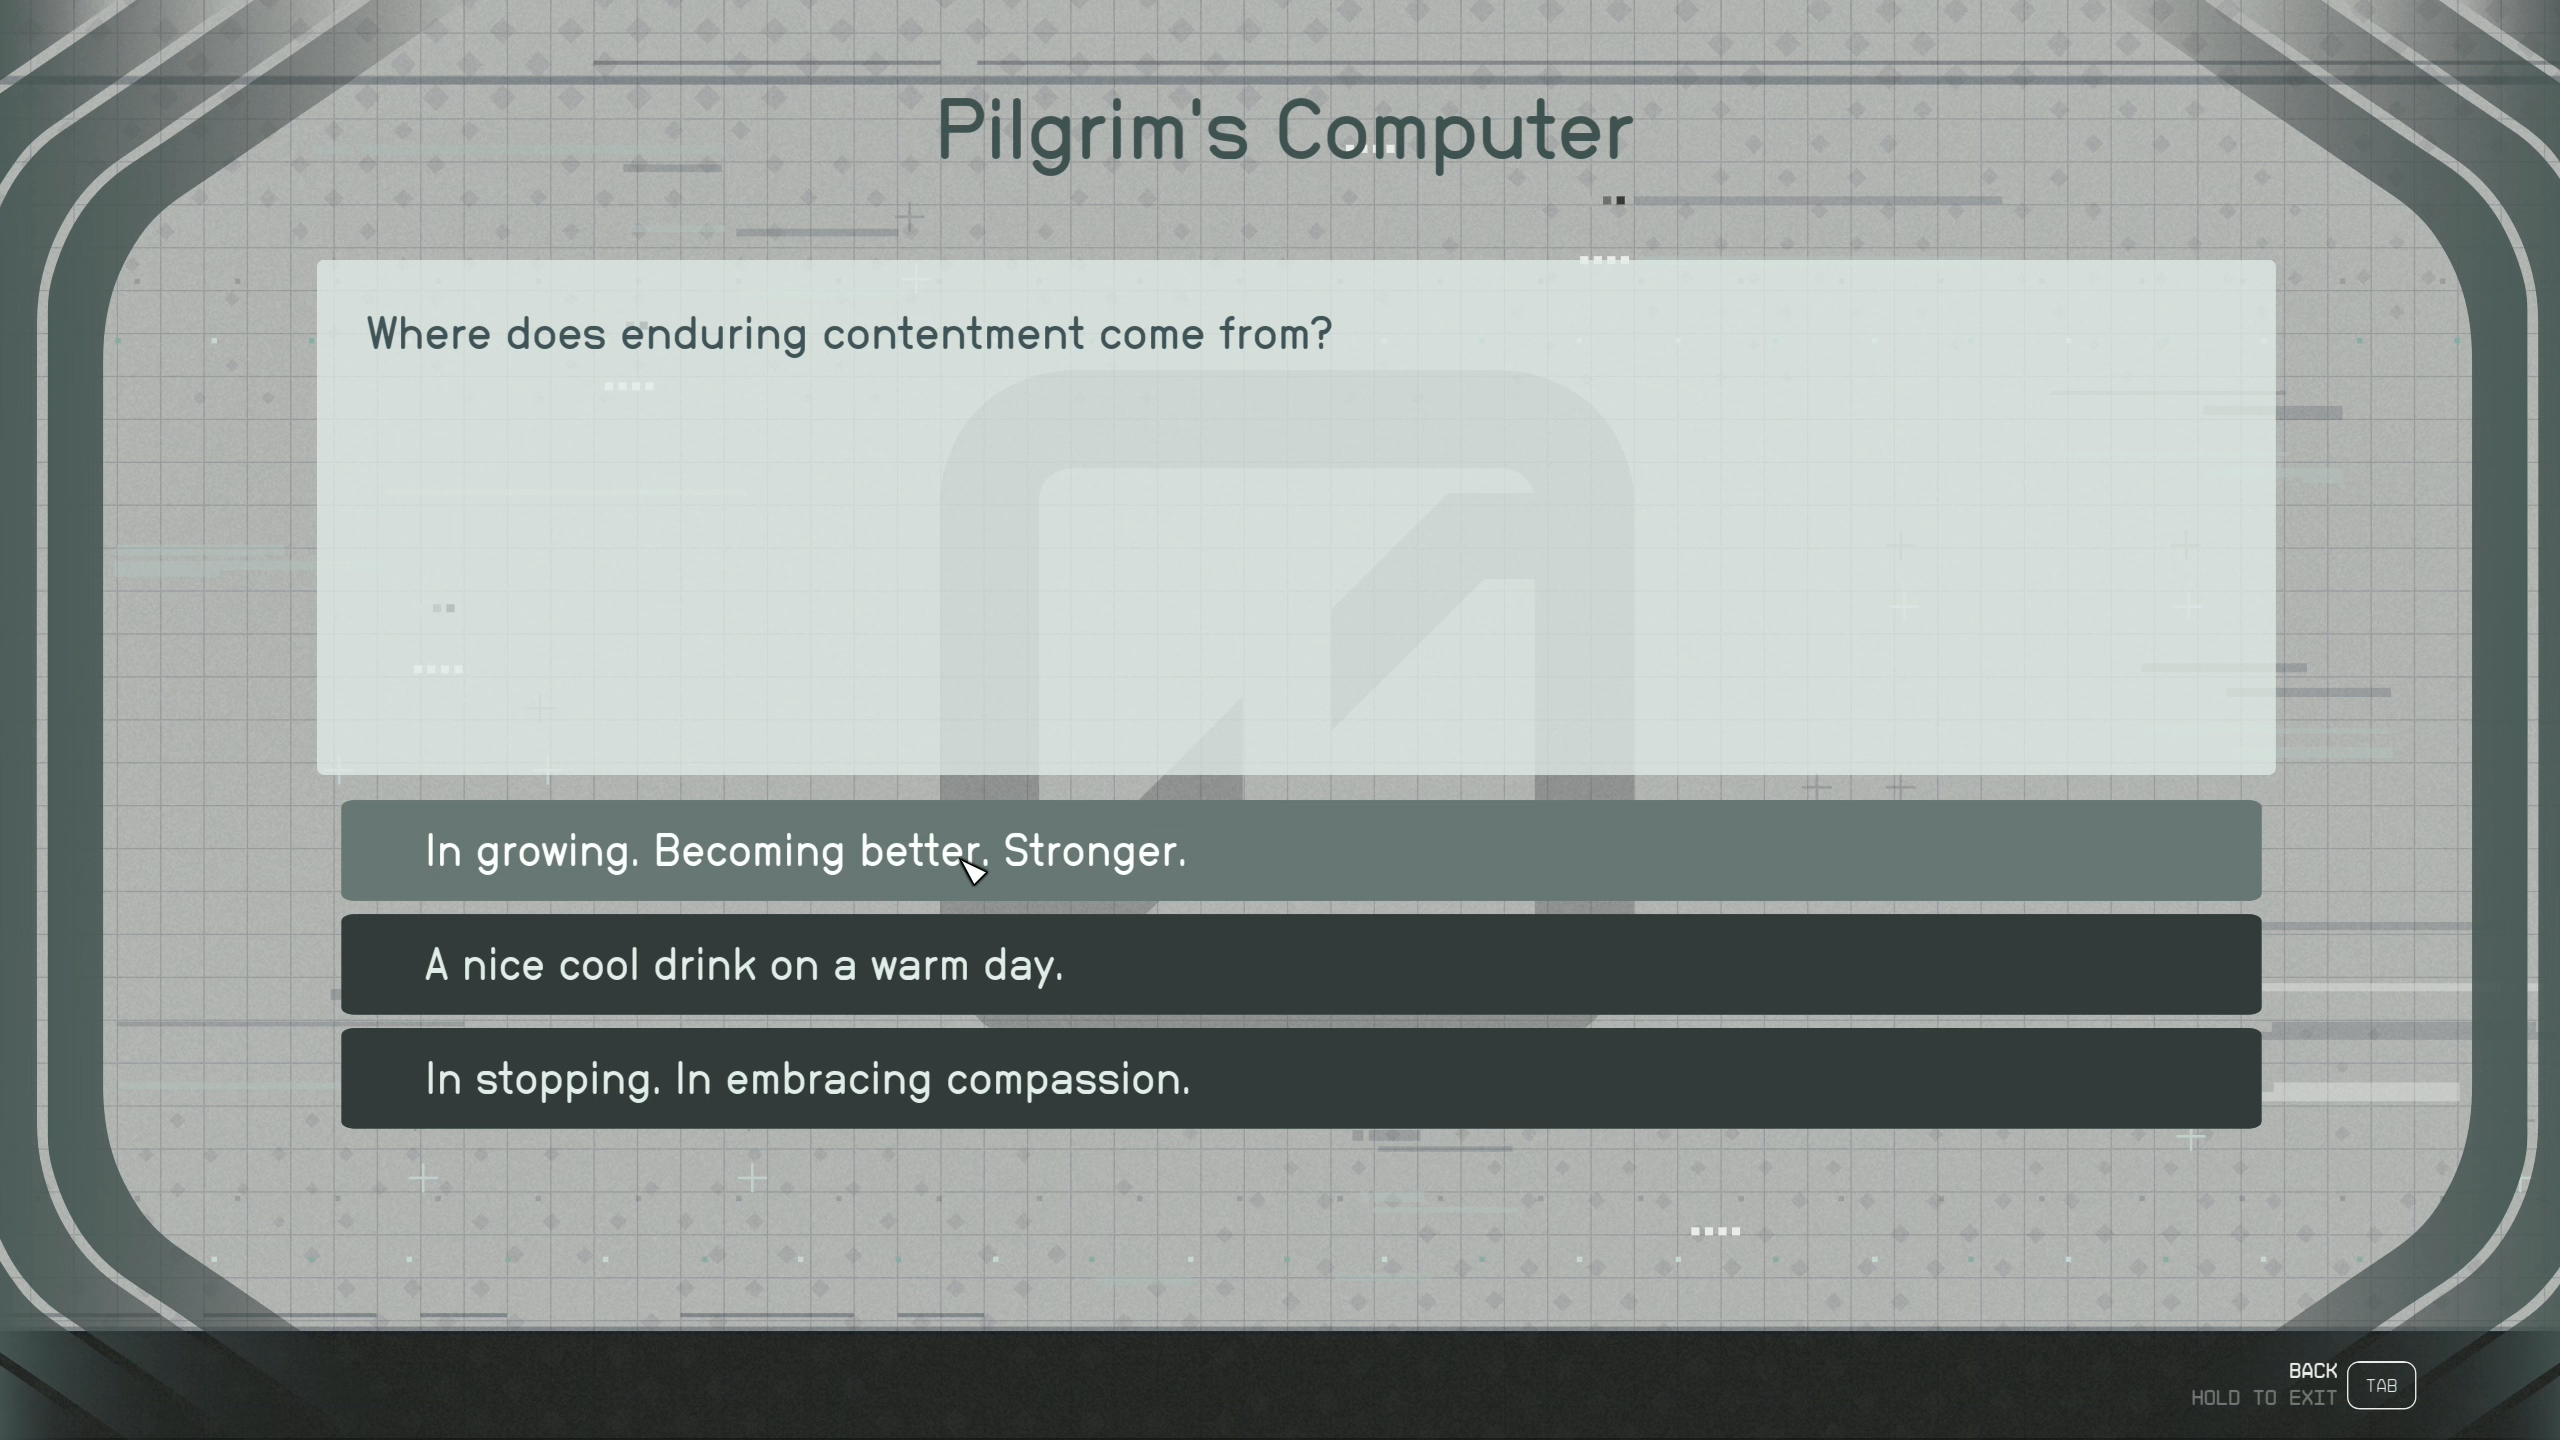 Pilgrim's Computer
Where does enduring contentment come from?
In growing. Becoming better. Stronger.
A nice cool drink on a warm day.
In stopping. In embracing compassion.
BACK
HOLD TO EXIT
TAB